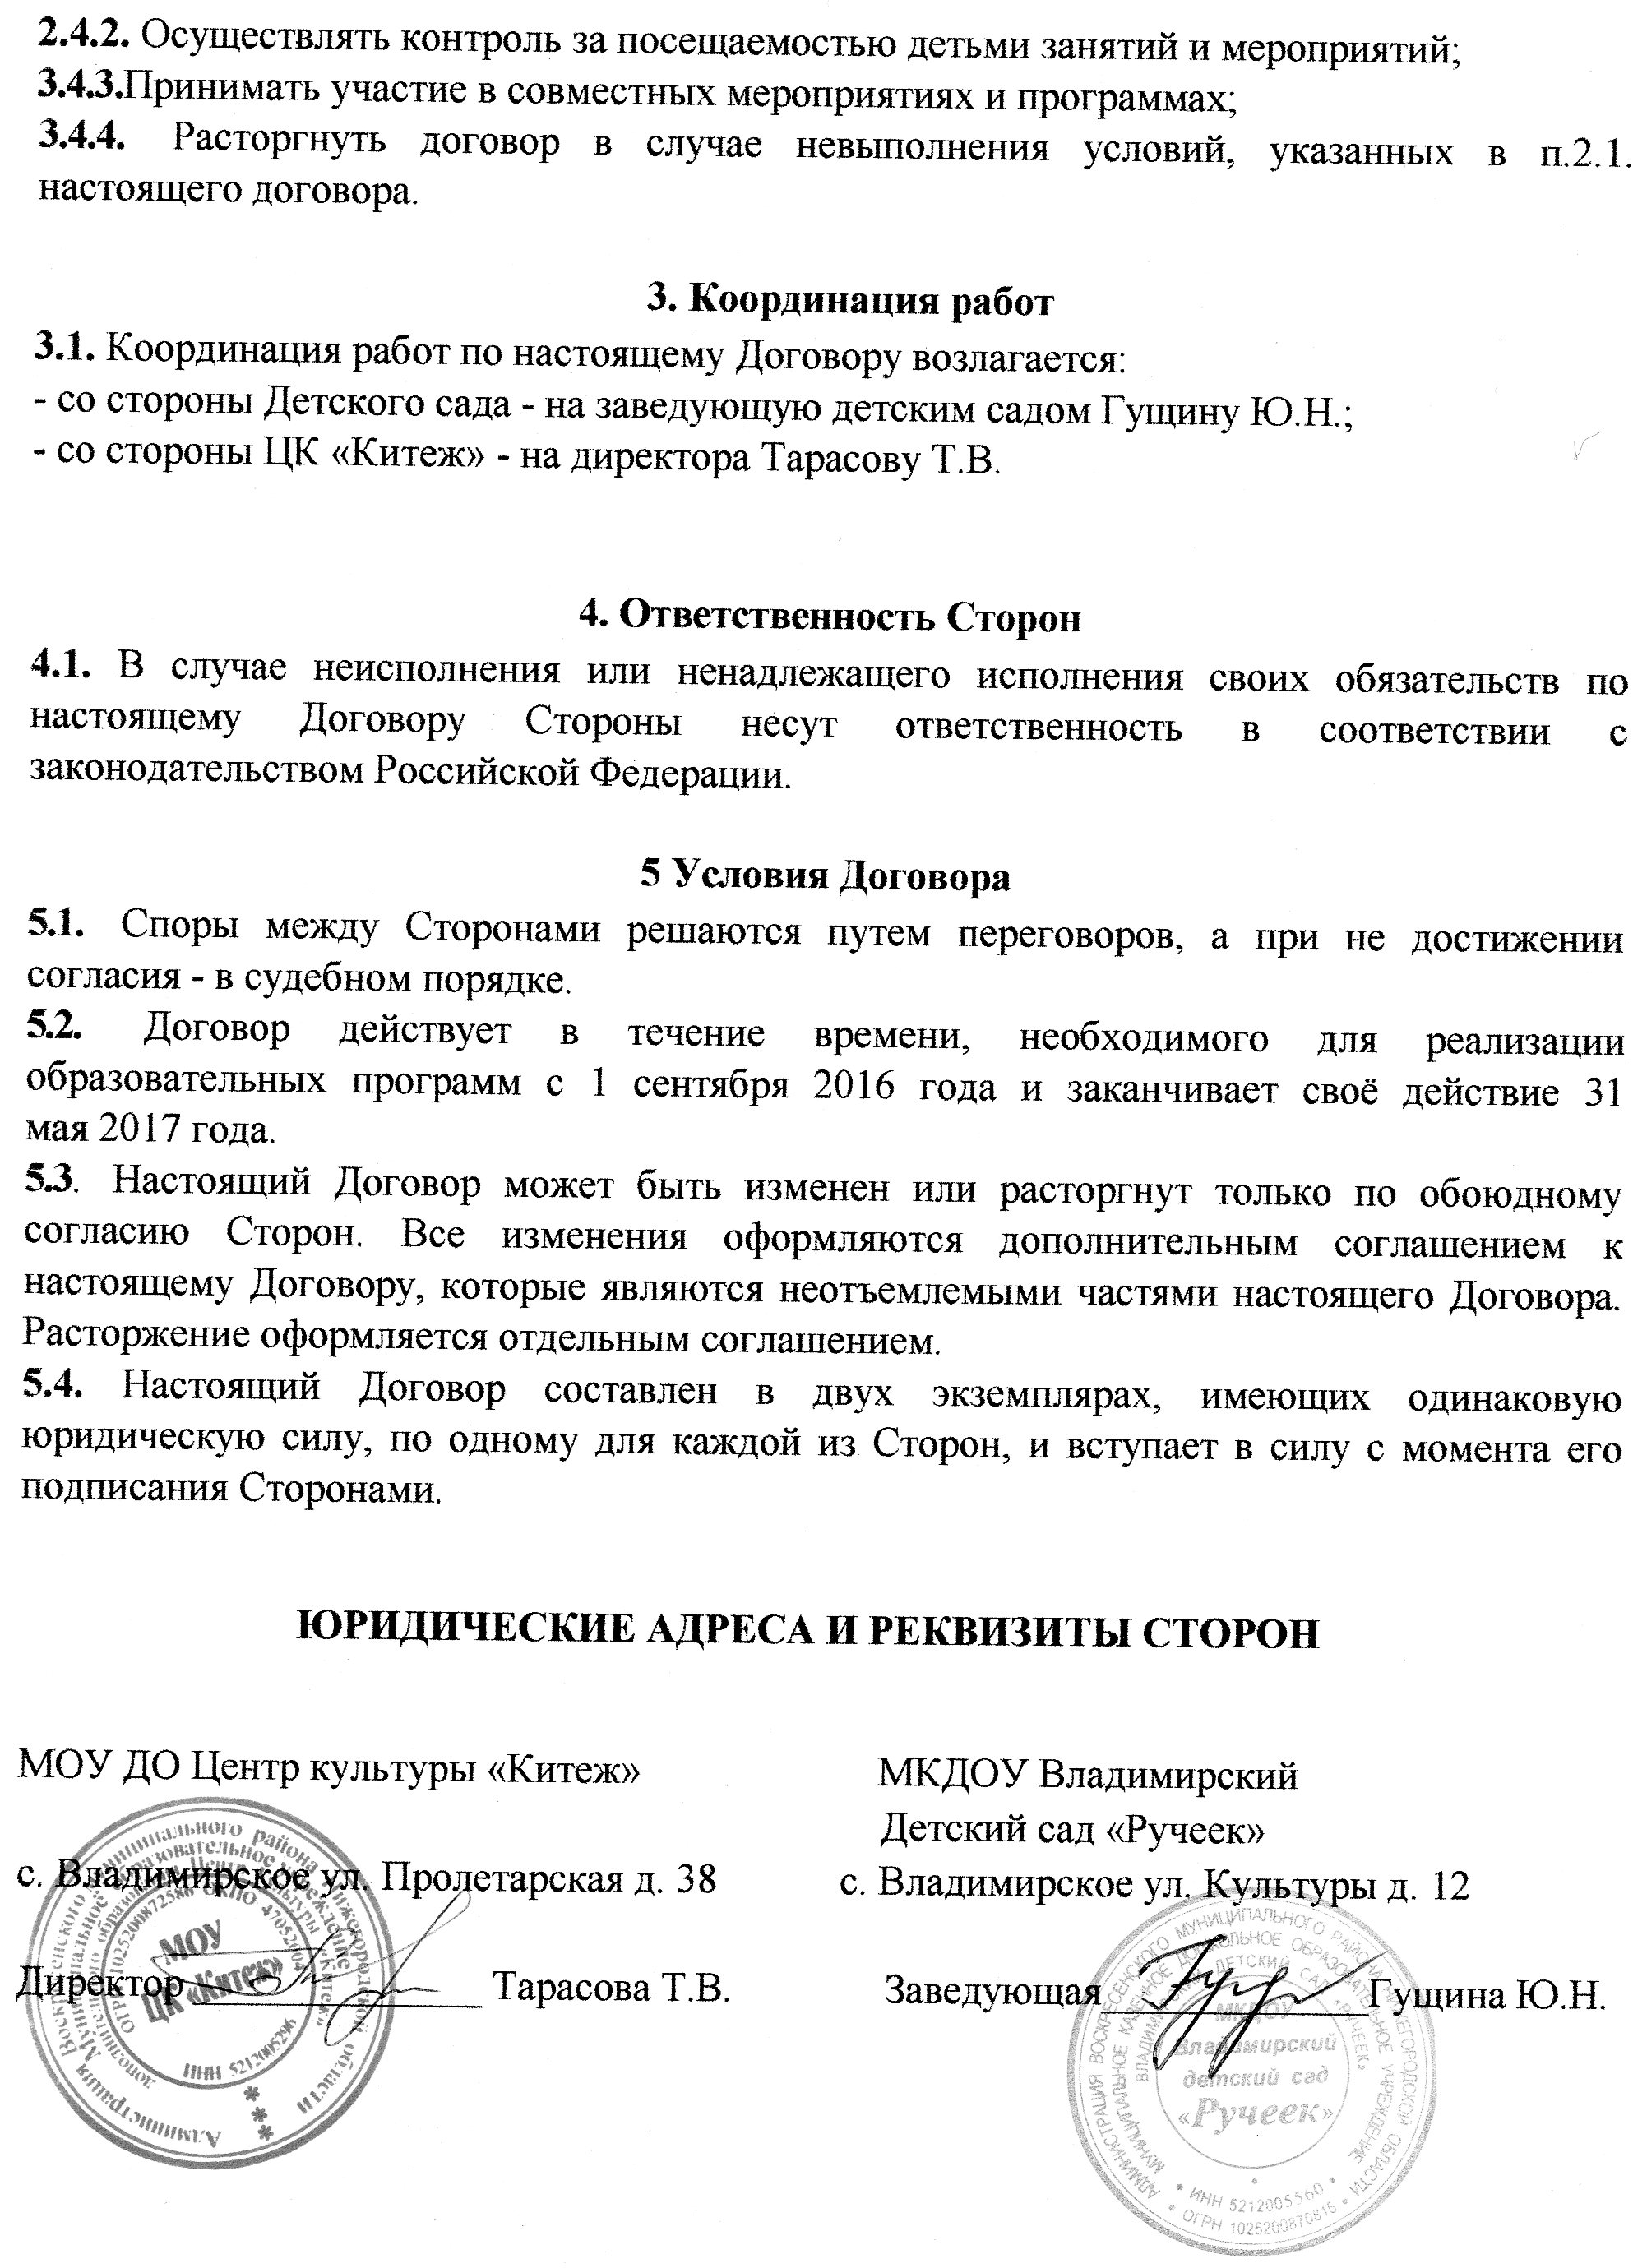 2.4.2. Осуществлять контроль за посещаемостью детьми занятий и мероприятий;
3.4.3.Принимать участие в совместных мероприятиях и программах;
3.4.4. Расторгнуть договор в случае невыполнения условий, указанных в п.2.1.
настоящего договора.
3. Координация работ
3.1. Координация работ по настоящему Договору возлагается:
- со стороны Детского сада - на заведующую детским садом Гущину Ю.Н.;
- со стороны ЦК «Китеж» - на директора Тарасову Т.В.
4. Ответственность Сторон
4.1. В случае неисполнения или ненадлежащего исполнения своих обязательств по
настоящему Договору Стороны несут ответственность в соответствии с
законодательством Российской Федерации.
5 Условия Договора
5.1. Споры между Сторонами решаются путем переговоров, а при не достижении
согласия - в судебном порядке.
5.2. Договор действует в течение времени, необходимого для реализации
образовательных программ с 1 сентября 2016 года и заканчивает своё действие 31
мая 2017 года.
5.3. Настоящий Договор может быть изменен или расторгнут только по обоюдному
согласию Сторон. Все изменения оформляются дополнительным соглашением к
настоящему Договору, которые являются неотъемлемыми частями настоящего Договора.
Расторжение оформляется отдельным соглашением.
5.4. Настоящий Договор составлен в двух экземплярах, имеющих одинаковую
юридическую силу, по одному для каждой из Сторон, и вступает в силу с момента его
подписания Сторонами.
ЮРИДИЧЕСКИЕ АДРЕСА И РЕКВИЗИТЫ СТОРОН
МОУ ДО Центр культуры «Китеж» МКДОУ Владимирский
Детский сад «Ручеек»
с. Владимирское ул. Пролетарская д. 38 с. Владимирское ул. Культуры д. 12
Директор Тарасова Т.В. Заведующая Гущина Ю.Н.
МОУ
ЦК «Китеж»
ИНН 5212005296
МКДОУ
Владимирский
детский сад
«Ручеек»
ИНН 5212005560
ОГРН 1025200870815
АДМИНИСТРАЦИЯ ВОСКРЕСЕНСКОГО МУНИЦИПАЛЬНОГО РАЙОНА НИЖЕГОРОДСКОЙ ОБЛАСТИ